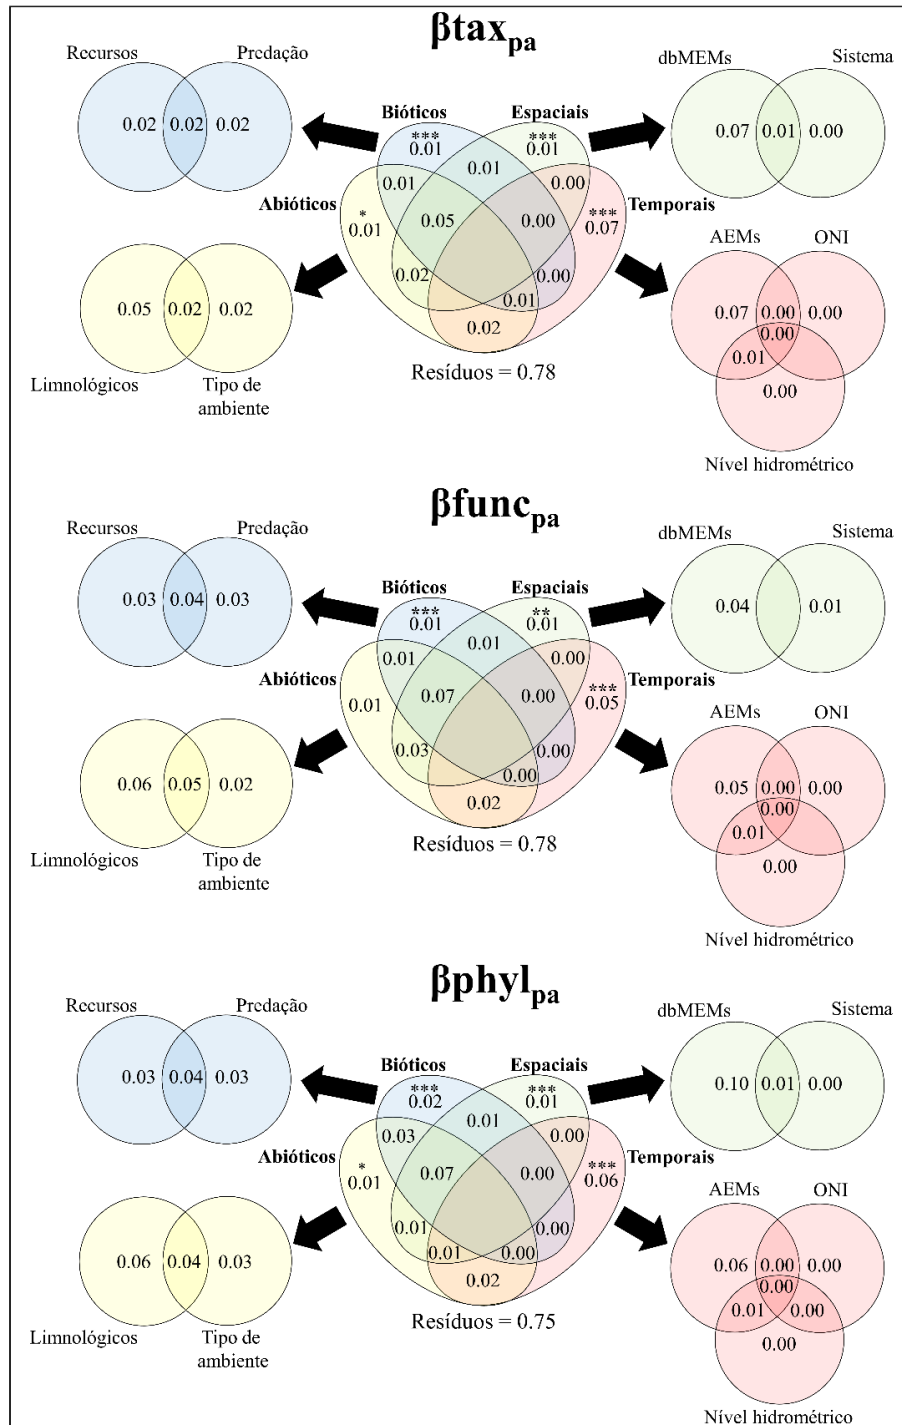 βtaxpa
Recursos Predação
0.02 0.02 0.02
Bióticos Espaciais
*** ***
0.01 0.01
0.01 0.01 0.00
Abióticos Temporais
* ***
0.01 0.05 0.00 0.07
0.02 0.00
0.01
0.02
Resíduos = 0.78
dbMEMs Sistema
0.07 0.01 0.00
0.05 0.02 0.02
Limnológicos Tipo de
ambiente
AEMs ONI
0.07 0.00 0.00
0.00
0.01
0.00
Nível hidrométrico
βfuncpa
Recursos Predação
0.03 0.04 0.03
Bióticos Espaciais
*** **
0.01 0.01
0.01 0.01 0.00
Abióticos Temporais
***
0.01 0.07 0.00 0.05
0.03 0.00
0.00
0.02
Resíduos = 0.78
dbMEMs Sistema
0.04 0.01
0.06 0.05 0.02
Limnológicos Tipo de
ambiente
AEMs ONI
0.05 0.00 0.00
0.00
0.01
0.00
Nível hidrométrico
βphylpa
Recursos Predação
0.03 0.04 0.03
Bióticos Espaciais
*** ***
0.02 0.01
0.03 0.01 0.00
Abióticos Temporais
* ***
0.01 0.07 0.00 0.06
0.01 0.00
0.01 0.00
0.02
Resíduos = 0.75
dbMEMs Sistema
0.10 0.01 0.00
0.06 0.04 0.03
Limnológicos Tipo de
ambiente
AEMs ONI
0.06 0.00 0.00
0.00
0.01 0.00
0.00
Nível hidrométrico